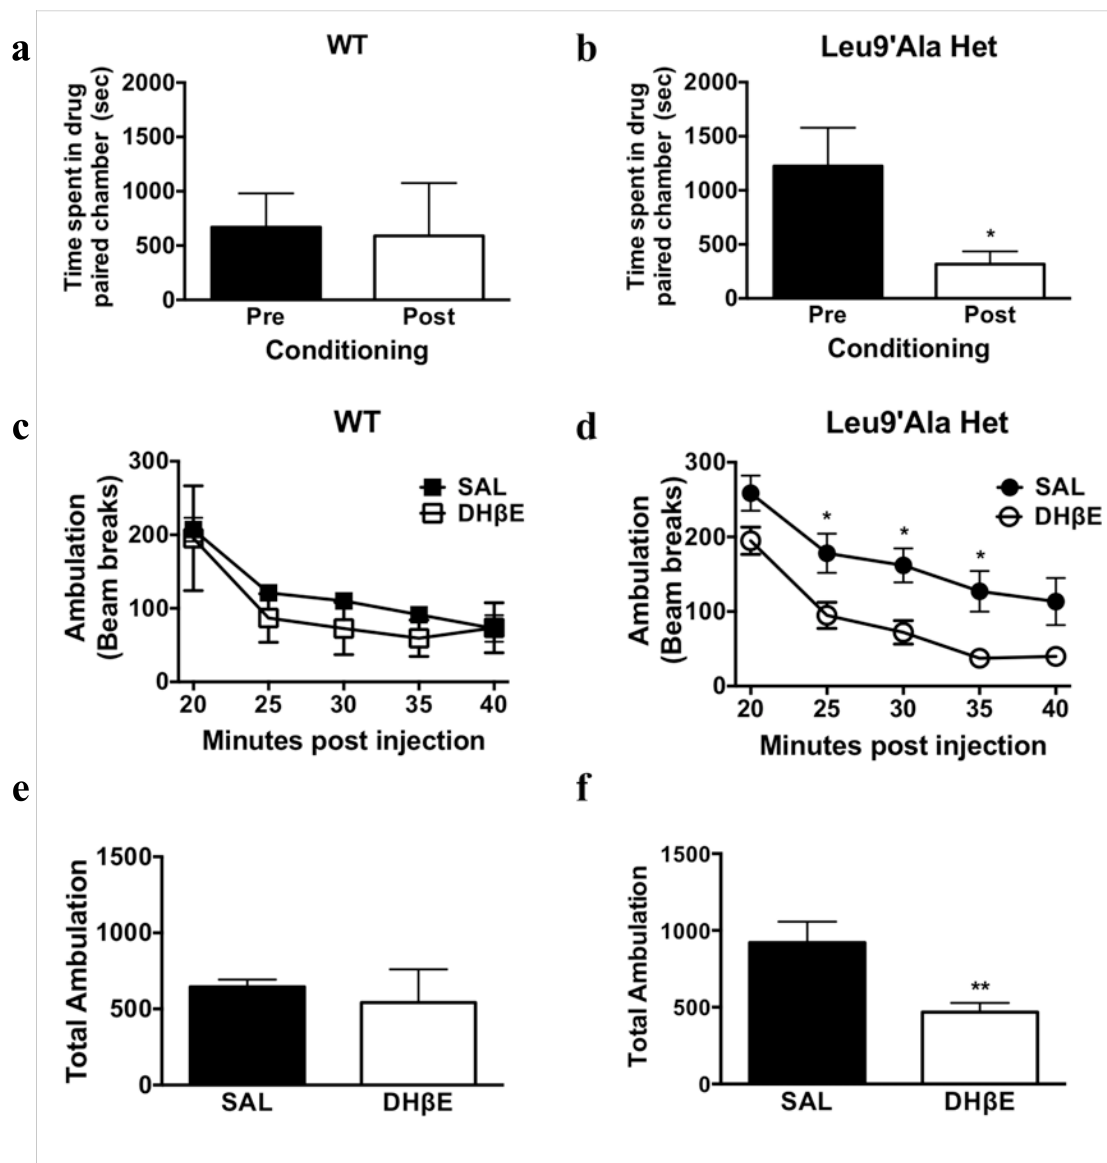 a
WT
Time spent in drug
paired chamber (sec)
2000
1500
1000
500
0
Pre
Post
Conditioning
b
Leu9'Ala Het
Time spent in drug
paired chamber (sec)
2000
1500
1000
500
0
*
Pre
Post
Conditioning
c
WT
Ambulation
(Beam breaks)
300
200
100
0
SAL
DHβE
20 25 30 35 40
Minutes post injection
d
Leu9'Ala Het
Ambulation
(Beam breaks)
300
200
100
0
SAL
DHβE
* * *
20 25 30 35 40
Minutes post injection
e
Total Ambulation
1500
1000
500
0
SAL
DHβE
f
Total Ambulation
1500
1000
500
0
**
SAL
DHβE